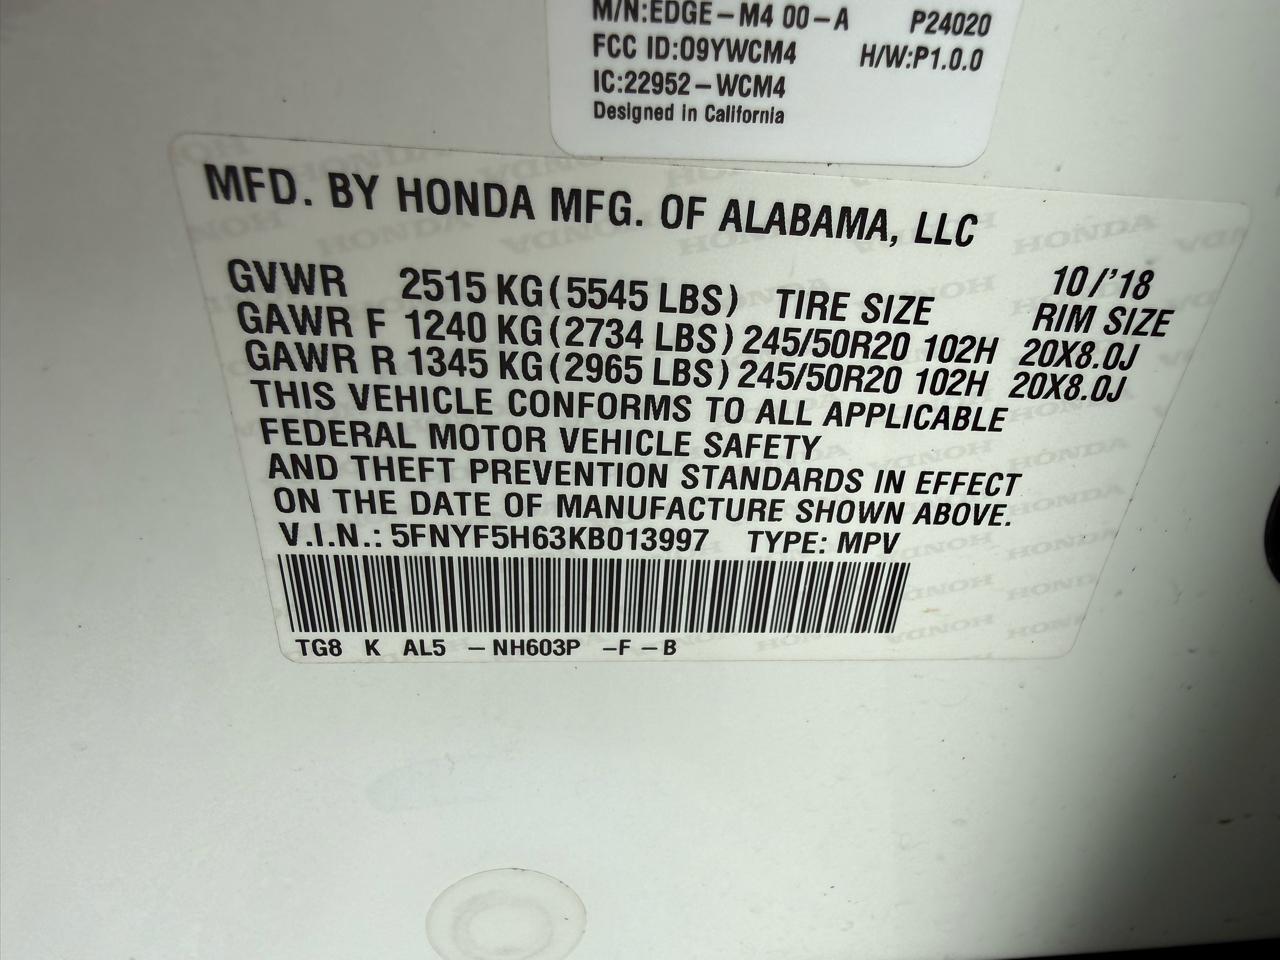 M/N:EDGE-M4 00-A P24020
FCC ID:O9YWCM4 H/W:P1.0.0
IC:22952-WCM4
Designed in California
MFD. BY HONDA MFG. OF ALABAMA, LLC
10/'18
GVWR 2515 KG (5545 LBS) TIRE SIZE RIM SIZE
GAWR F 1240 KG (2734 LBS) 245/50R20 102H 20X8.0J
GAWR R 1345 KG (2965 LBS) 245/50R20 102H 20X8.0J
THIS VEHICLE CONFORMS TO ALL APPLICABLE
FEDERAL MOTOR VEHICLE SAFETY
AND THEFT PREVENTION STANDARDS IN EFFECT
ON THE DATE OF MANUFACTURE SHOWN ABOVE.
V.I.N.: 5FNYF5H63KB013997 TYPE: MPV
TG8 K AL5 - NH603P -F - B